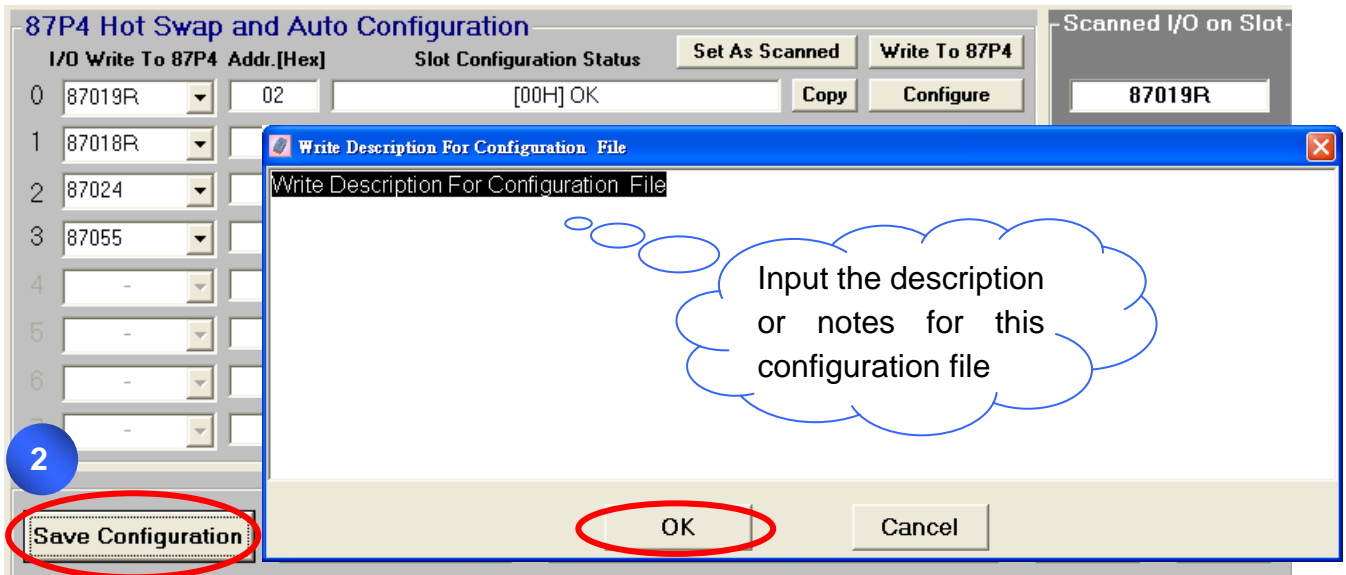 87P4 Hot Swap and Auto Configuration
Scanned I/O on Slot
I/O Write To 87P4 Addr.[Hex] Slot Configuration Status Set As Scanned Write To 87P4
0 87019R 02 [00H] OK Copy Configure 87019R
1 87018R
2 87024
3 87055
4 -
5 -
6 -
-
Write Description For Configuration File
Write Description For Configuration File
Input the description
or notes for this
configuration file
2
Save Configuration
OK Cancel